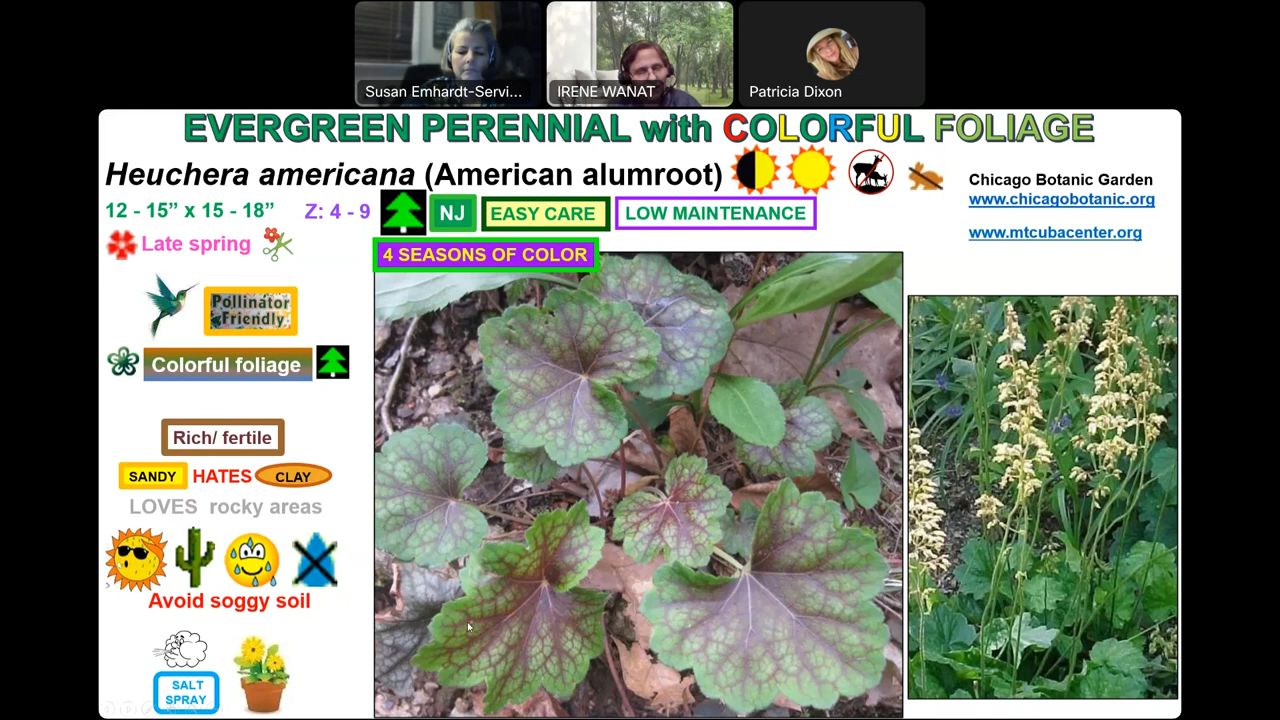 Susan Emhardt-Servi...
IRENE WANAT
Patricia Dixon
EVERGREEN PERENNIAL with COLORFUL FOLIAGE
Heuchera americana (American alumroot)
Chicago Botanic Garden
www.chicagobotanic.org
www.mtcubacenter.org
12 - 15” x 15 - 18”
Z: 4 - 9
NJ
EASY CARE
LOW MAINTENANCE
Late spring
4 SEASONS OF COLOR
Pollinator
Friendly
Colorful foliage
Rich/ fertile
SANDY HATES CLAY
LOVES rocky areas
Avoid soggy soil
SALT
SPRAY